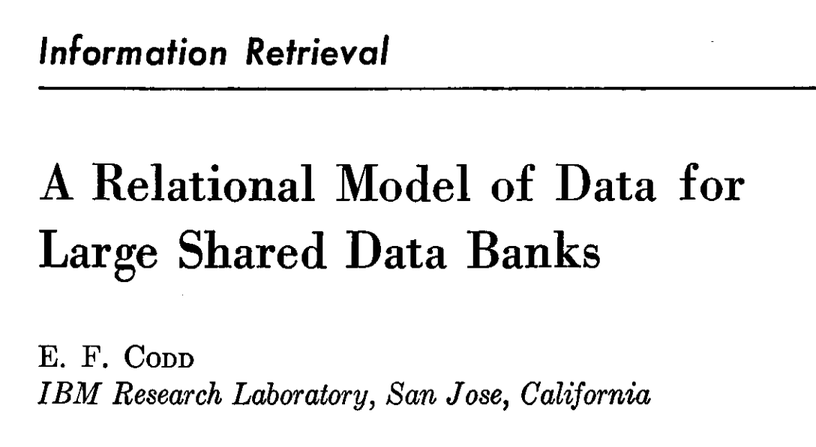 Information Retrieval
A Relational Model of Data for
Large Shared Data Banks
E. F. CODD
IBM Research Laboratory, San Jose, California